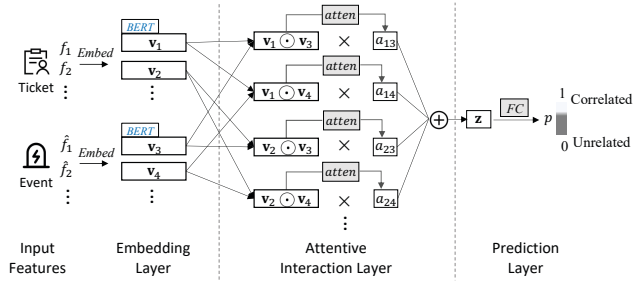 Ticket
f₁
f₂
⋮
Embed
Event
f̂₁
f̂₂
⋮
Embed
BERT
v₁
v₂
⋮
BERT
v₃
v₄
⋮
atten
v₁ ⊙ v₃ × a₁₃
atten
v₁ ⊙ v₄ × a₁₄
atten
v₂ ⊙ v₃ × a₂₃
atten
v₂ ⊙ v₄ × a₂₄
⋮
z
FC
p
1 Correlated
0 Unrelated
Input
Features
Embedding
Layer
Attentive
Interaction Layer
Prediction
Layer